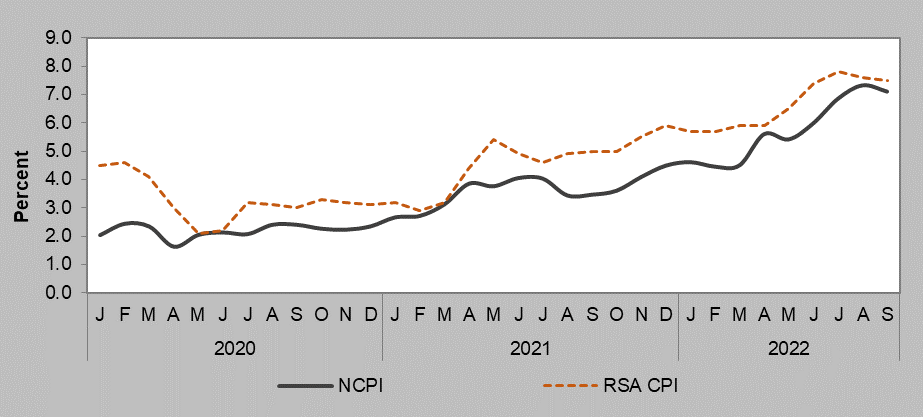 9.0
8.0
7.0
6.0
5.0
4.0
3.0
2.0
1.0
0.0
Percent
J F M A M J J A S O N D J F M A M J J A S O N D J F M A M J J A S
2020 2021 2022
NCPI RSA CPI